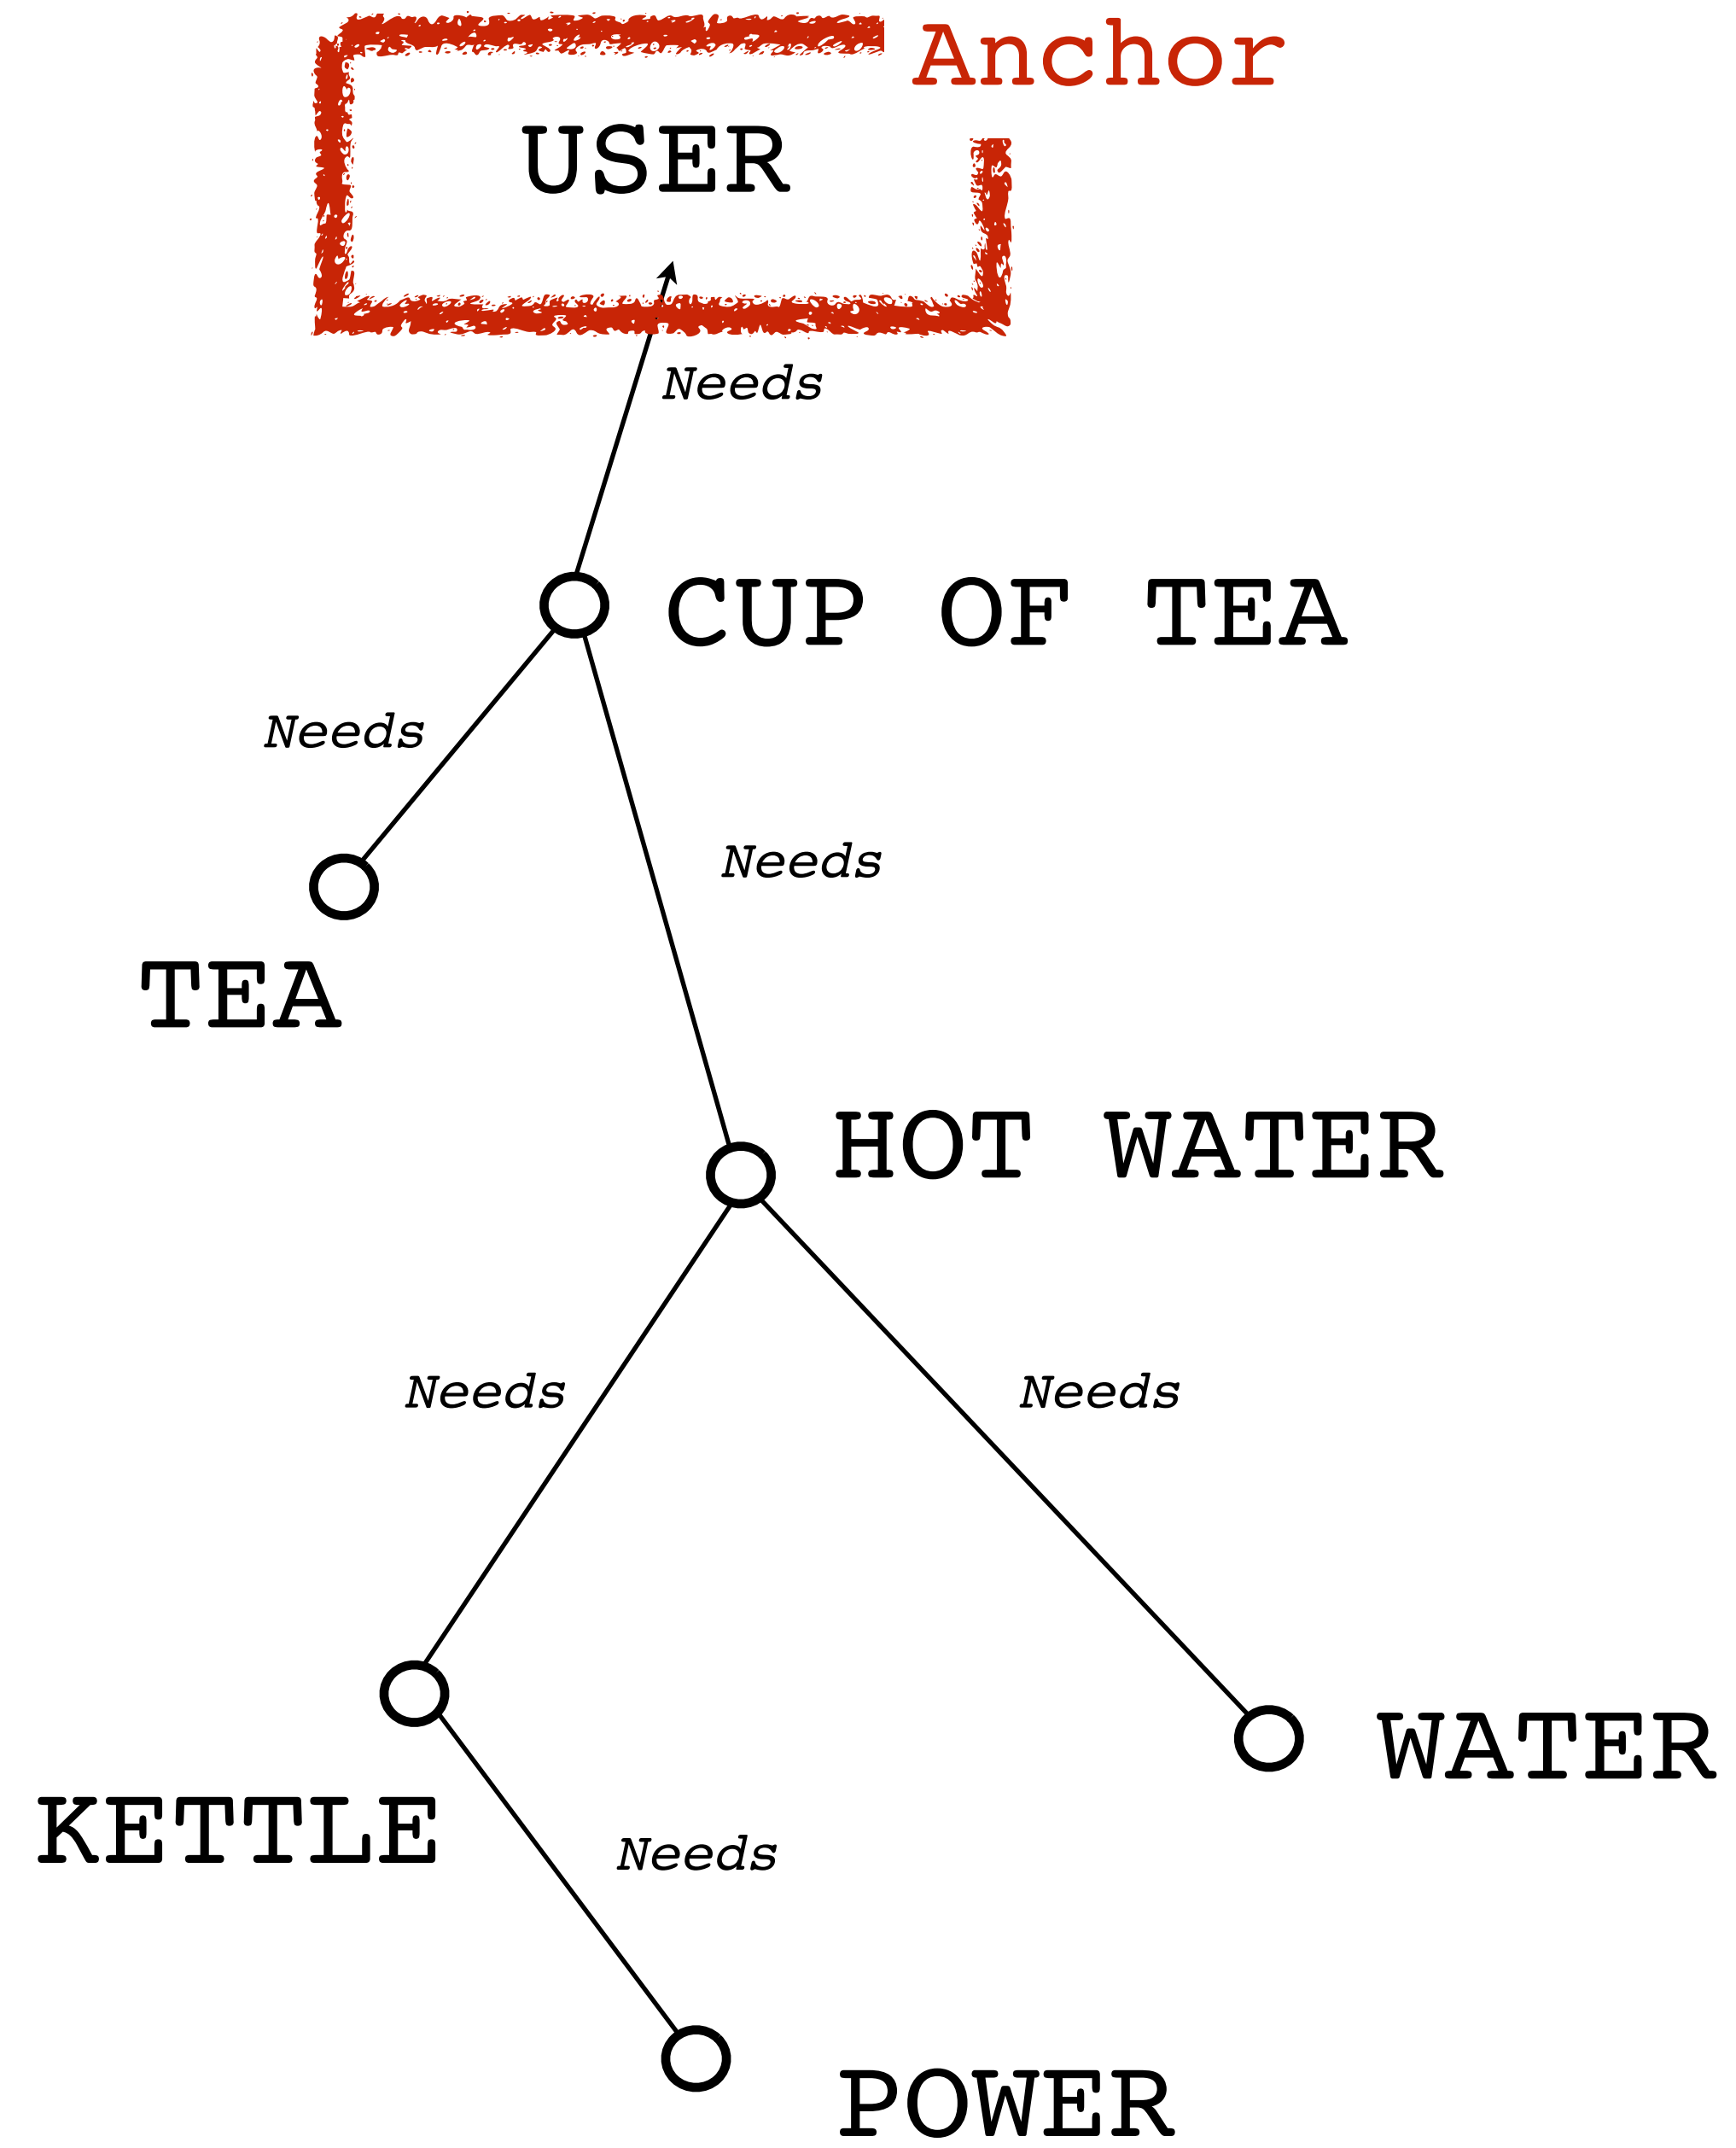 Anchor
USER
Needs
CUP OF TEA
Needs
Needs
TEA
HOT WATER
Needs
Needs
WATER
KETTLE
Needs
POWER